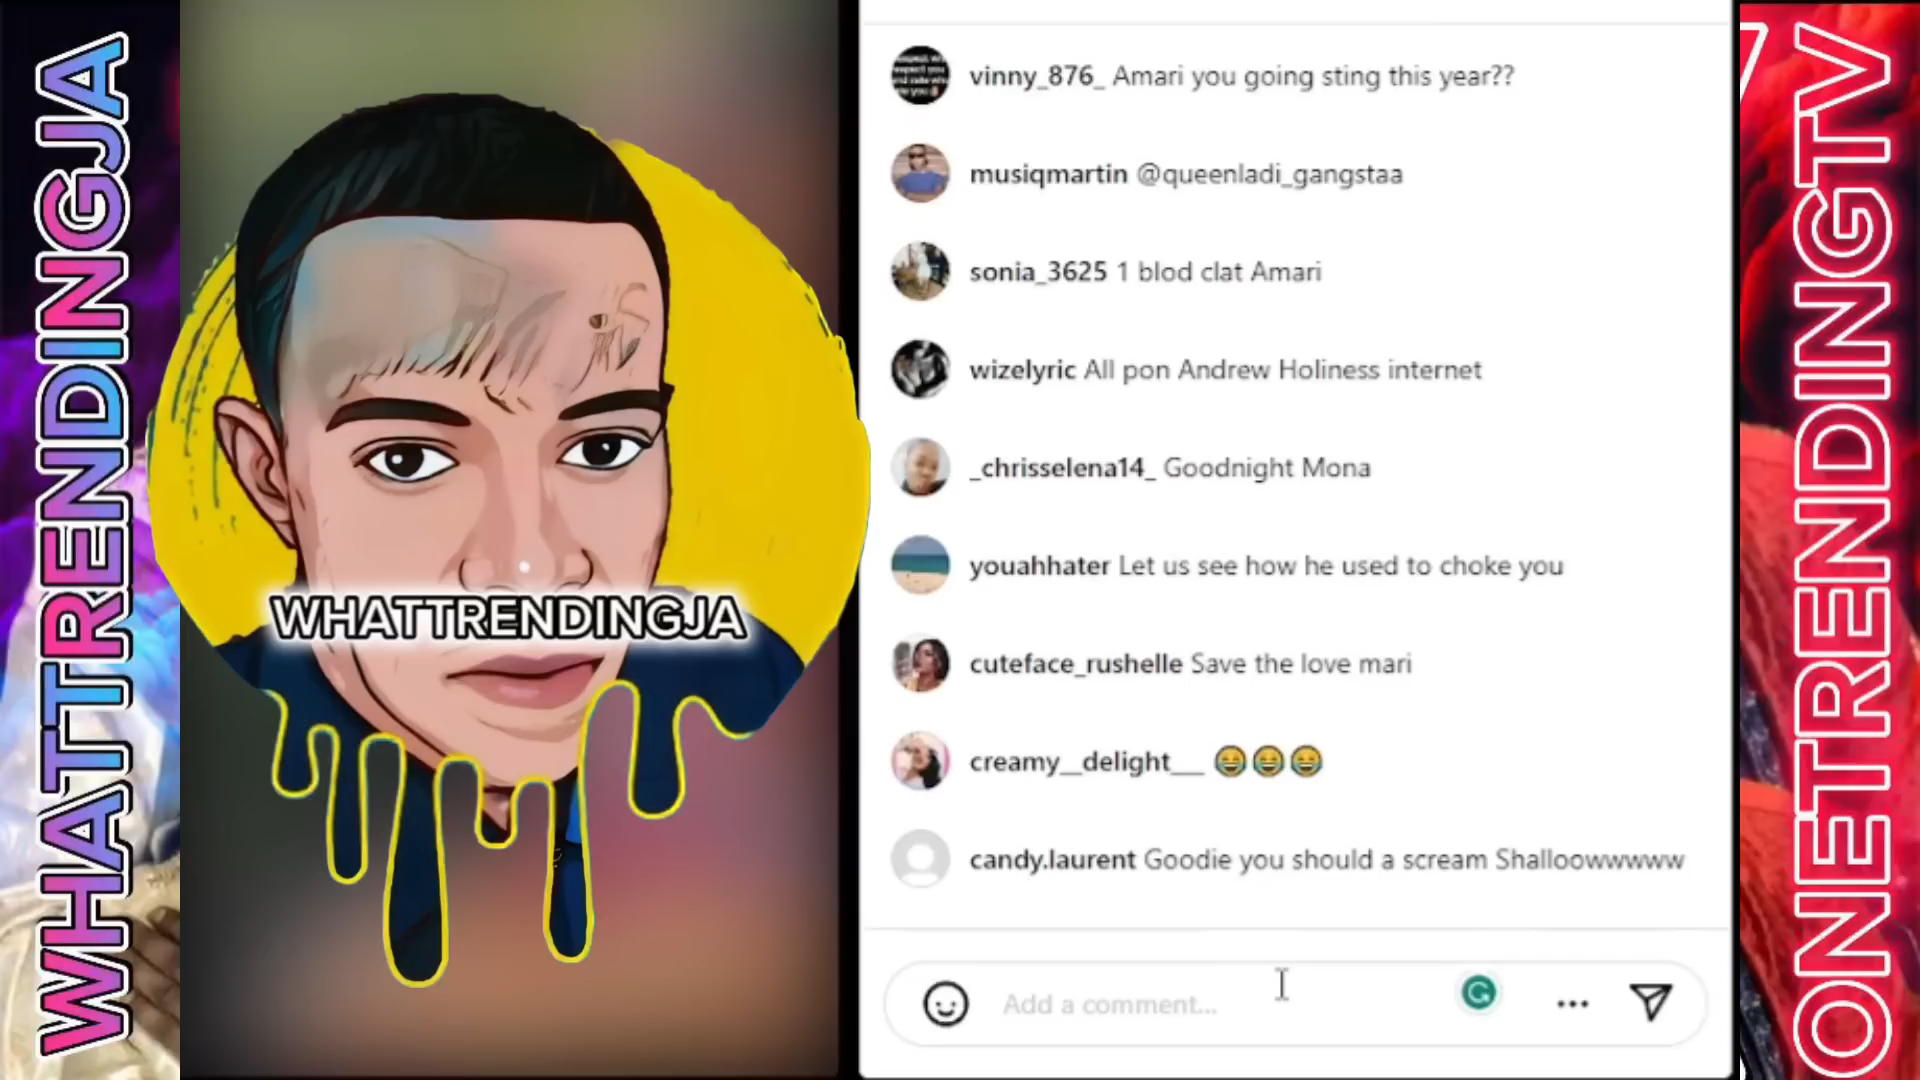 WHATTRENDINGJA
WHATTRENDINGJA
vinny_876_ Amari you going sting this year??
musiqmartin @queenladi_gangstaa
sonia_3625 1 blod clat Amari
wizelyric All pon Andrew Holiness internet
_chrisselena14_ Goodnight Mona
youahhater Let us see how he used to choke you
cuteface_rushelle Save the love mari
creamy__delight___ 😂😂😂
candy.laurent Goodie you should a scream Shalloowwwww
Add a comment...
ONETRENDINGTV